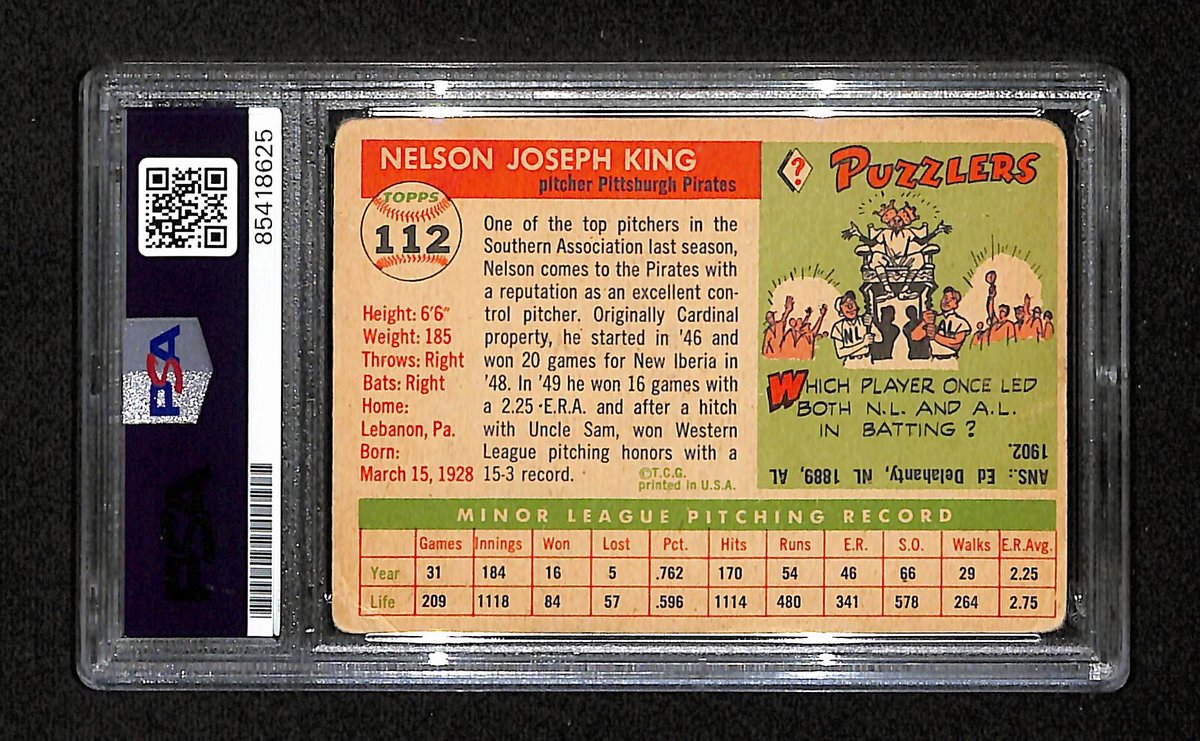 85418625
PSA
PSA
NELSON JOSEPH KING
pitcher Pittsburgh Pirates
TOPPS
112
Height: 6'6"
Weight: 185
Throws: Right
Bats: Right
Home:
Lebanon, Pa.
Born:
March 15, 1928
One of the top pitchers in the
Southern Association last season,
Nelson comes to the Pirates with
a reputation as an excellent con-
trol pitcher. Originally Cardinal
property, he started in '46 and
won 20 games for New Iberia in
'48. In '49 he won 16 games with
a 2.25 E.R.A. and after a hitch
with Uncle Sam, won Western
League pitching honors with a
15-3 record.
©T.C.G.
printed in U.S.A.
? PUZZLERS
NL
AL
WHICH PLAYER ONCE LED
BOTH N.L. AND A.L.
IN BATTING?
ANS.: Ed Delahanty, NL 1889, AL
1902.
MINOR LEAGUE PITCHING RECORD
Games Innings Won Lost Pct. Hits Runs E.R. S.O. Walks E.R.Avg.
Year 31 184 16 5 .762 170 54 46 66 29 2.25
Life 209 1118 84 57 .596 1114 480 341 578 264 2.75